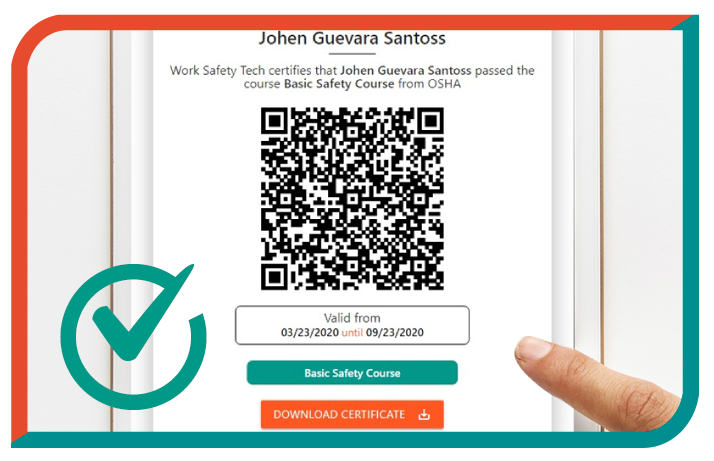 Johen Guevara Santoss
Work Safety Tech certifies that Johen Guevara Santoss passed the
course Basic Safety Course from OSHA
Valid from
03/23/2020 until 09/23/2020
Basic Safety Course
DOWNLOAD CERTIFICATE